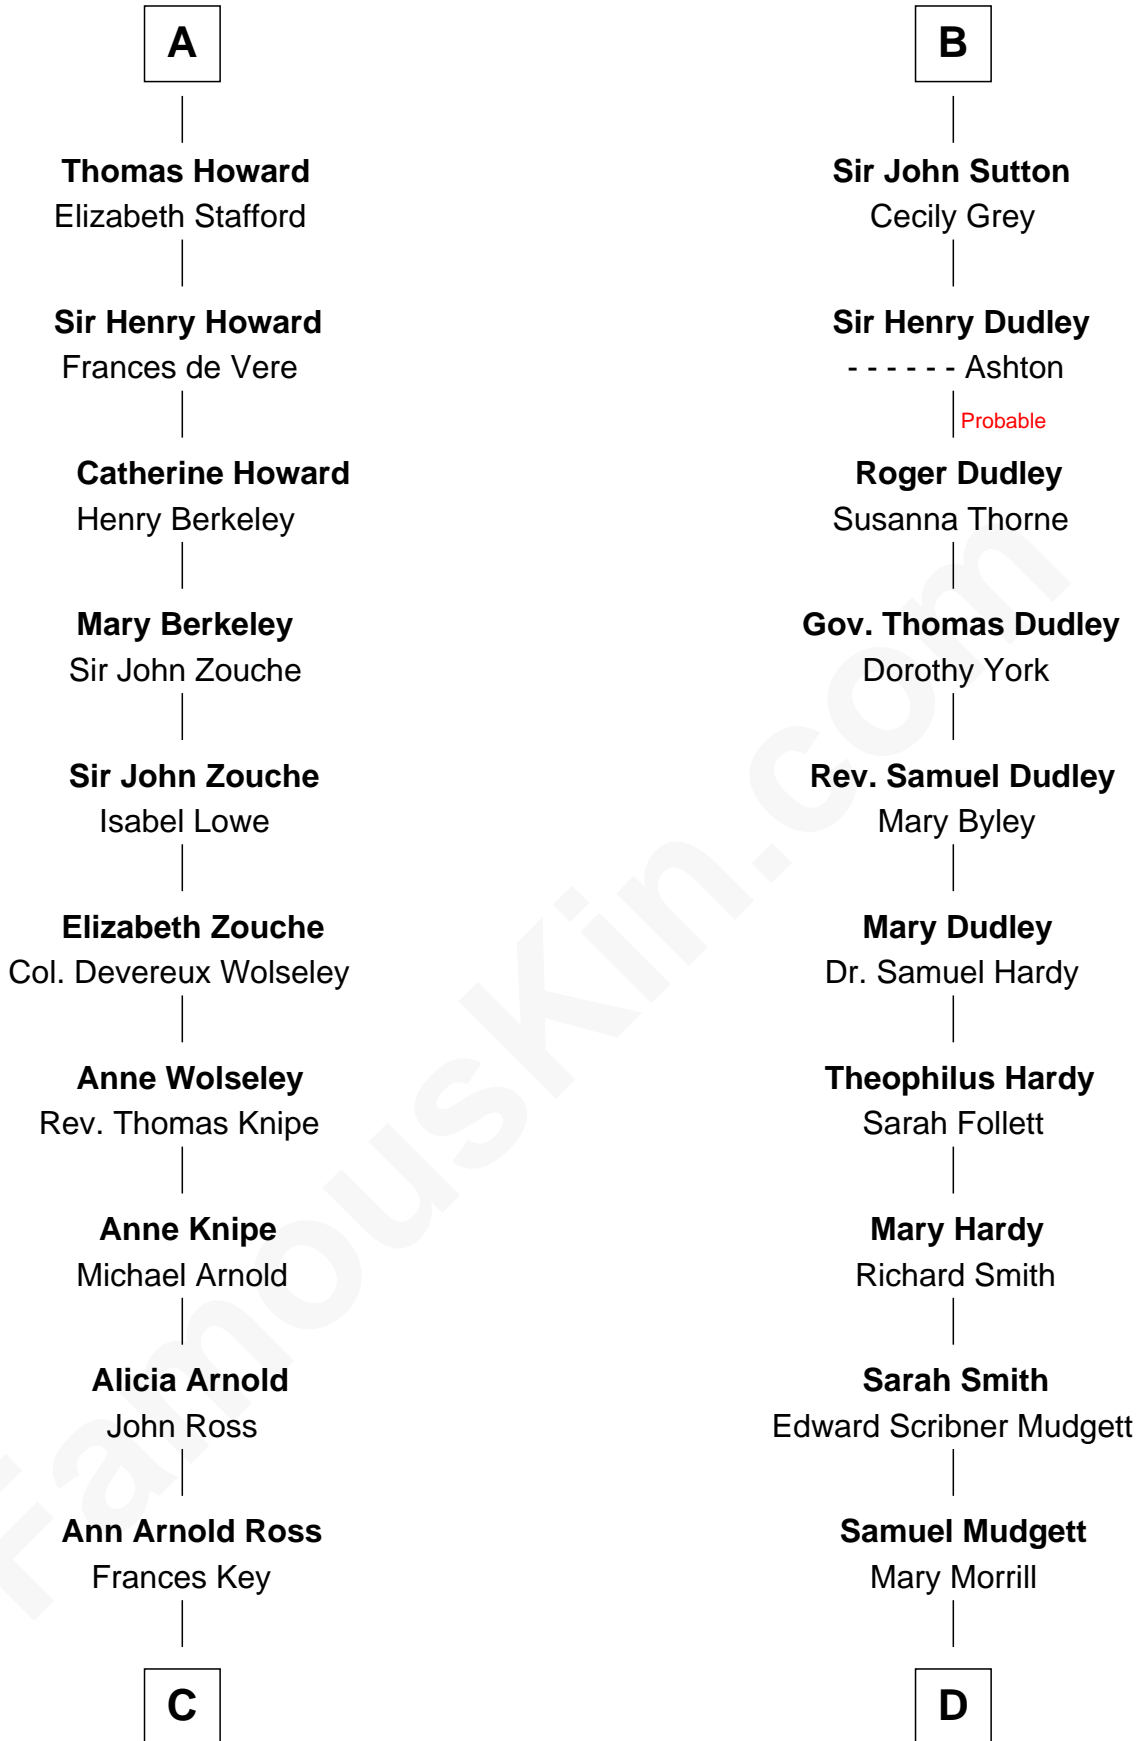 A
Thomas Howard
Elizabeth Stafford
Sir Henry Howard
Frances de Vere
Catherine Howard
Henry Berkeley
Mary Berkeley
Sir John Zouche
Sir John Zouche
Isabel Lowe
Elizabeth Zouche
Col. Devereux Wolseley
Anne Wolseley
Rev. Thomas Knipe
Anne Knipe
Michael Arnold
Alicia Arnold
John Ross
Ann Arnold Ross
Frances Key
C
B
Sir John Sutton
Cecily Grey
Sir Henry Dudley
- - - - - - Ashton
Probable
Roger Dudley
Susanna Thorne
Gov. Thomas Dudley
Dorothy York
Rev. Samuel Dudley
Mary Byley
Mary Dudley
Dr. Samuel Hardy
Theophilus Hardy
Sarah Follett
Mary Hardy
Richard Smith
Sarah Smith
Edward Scribner Mudgett
Samuel Mudgett
Mary Morrill
D
FamousKin.com